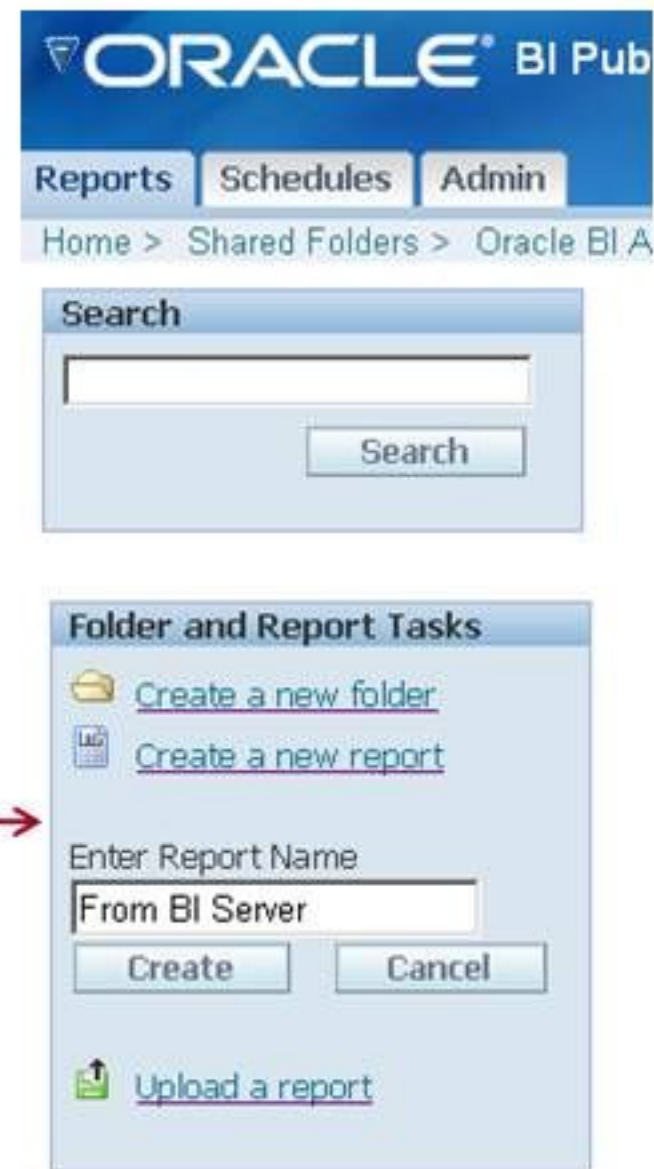 ORACLE BI Pub
Reports Schedules Admin
Home > Shared Folders > Oracle BI A
Search
Search
Folder and Report Tasks
Create a new folder
Create a new report
Enter Report Name
From BI Server
Create Cancel
Upload a report